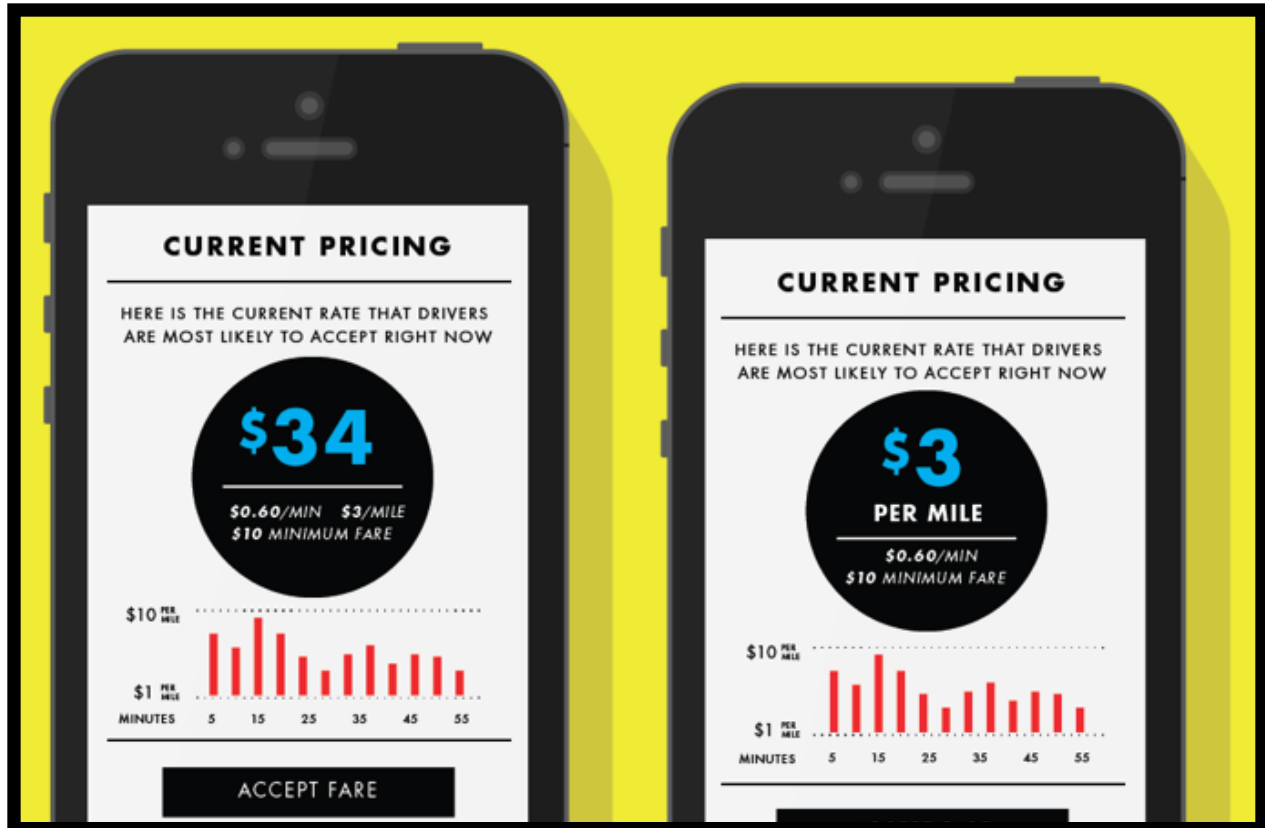 CURRENT PRICING
HERE IS THE CURRENT RATE THAT DRIVERS
ARE MOST LIKELY TO ACCEPT RIGHT NOW
$34
$0.60/MIN $3/MILE
$10 MINIMUM FARE
$10 PER MILE
$1 PER MILE
MINUTES 5 15 25 35 45 55
ACCEPT FARE
CURRENT PRICING
HERE IS THE CURRENT RATE THAT DRIVERS
ARE MOST LIKELY TO ACCEPT RIGHT NOW
$3
PER MILE
$0.60/MIN
$10 MINIMUM FARE
$10 PER MILE
$1 PER MILE
MINUTES 5 15 25 35 45 55